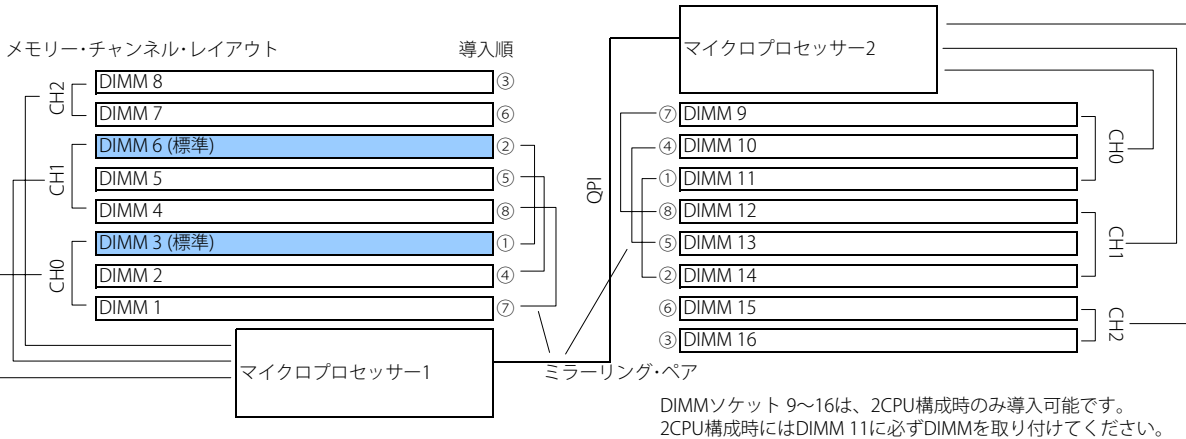 メモリー・チャンネル・レイアウト
導入順
CH2
DIMM 8
③
DIMM 7
⑥
CH1
DIMM 6 (標準)
②
DIMM 5
⑤
DIMM 4
⑧
CH0
DIMM 3 (標準)
①
DIMM 2
④
DIMM 1
⑦
マイクロプロセッサー1
QPI
ミラーリング・ペア
マイクロプロセッサー2
⑦
DIMM 9
④
DIMM 10
①
DIMM 11
CH0
⑧
DIMM 12
⑤
DIMM 13
②
DIMM 14
CH1
⑥
DIMM 15
③
DIMM 16
CH2
DIMMソケット 9〜16は、2CPU構成時のみ導入可能です。
2CPU構成時にはDIMM 11に必ずDIMMを取り付けてください。